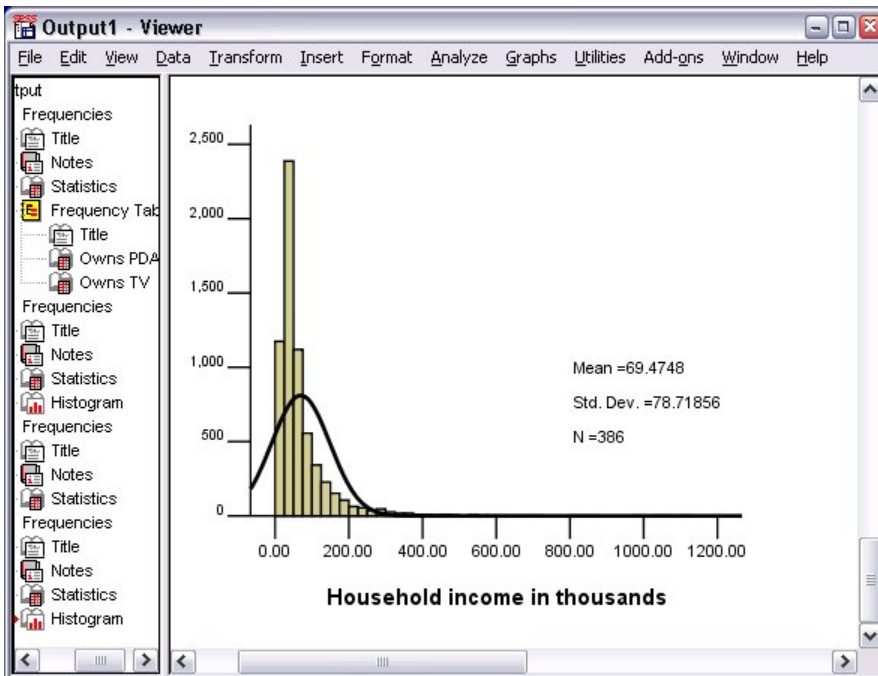 Output1 - Viewer
File Edit View Data Transform Insert Format Analyze Graphs Utilities Add-ons Window Help
tput
Frequencies
Title
Notes
Statistics
Frequency Tab
Title
Owns PDA
Owns TV
Frequencies
Title
Notes
Statistics
Histogram
Frequencies
Title
Notes
Statistics
Frequencies
Title
Notes
Statistics
Histogram
2,500
2,000
1,500
1,000
500
0
0.00 200.00 400.00 600.00 800.00 1000.00 1200.00
Household income in thousands
Mean =69.4748
Std. Dev. =78.71856
N =386